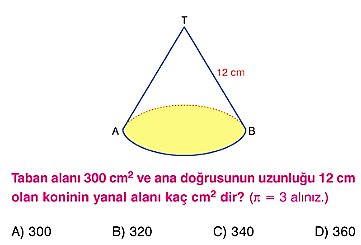 T
12 cm
A
B
Taban alanı 300 cm² ve ana doğrusunun uzunluğu 12 cm
olan koninin yanal alanı kaç cm² dir? (π = 3 alınız.)
A) 300 B) 320 C) 340 D) 360